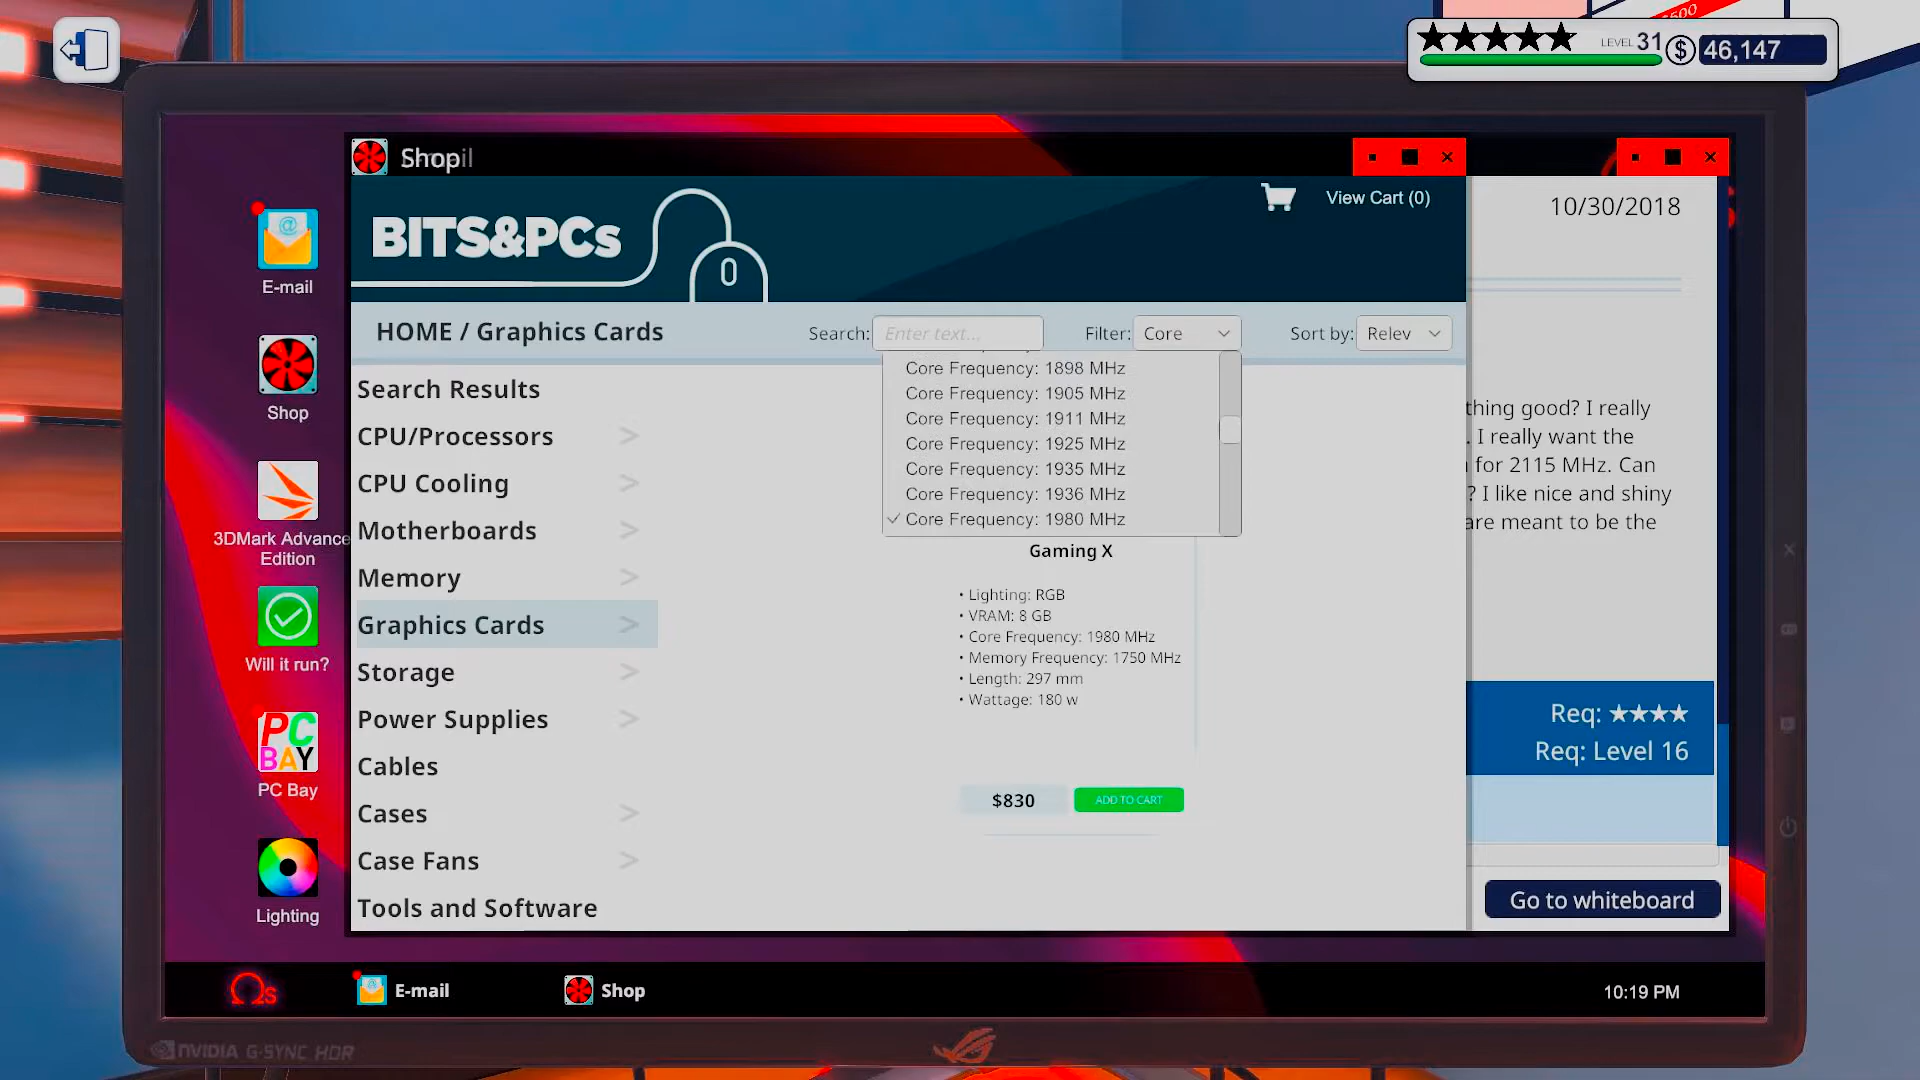 $500
LEVEL 31
$ 46,147
Shop
View Cart (0)
BITS&PCs
10/30/2018
HOME / Graphics Cards
Search: Enter text...
Filter: Core
Sort by: Relev
E-mail
Shop
3DMark Advance
Edition
Will it run?
PC
BAY
PC Bay
Lighting
Search Results
CPU/Processors >
CPU Cooling >
Motherboards >
Memory >
Graphics Cards >
Storage >
Power Supplies >
Cables
Cases >
Case Fans >
Tools and Software
Core Frequency: 1898 MHz
Core Frequency: 1905 MHz
Core Frequency: 1911 MHz
Core Frequency: 1925 MHz
Core Frequency: 1935 MHz
Core Frequency: 1936 MHz
✓ Core Frequency: 1980 MHz
Gaming X
• Lighting: RGB
• VRAM: 8 GB
• Core Frequency: 1980 MHz
• Memory Frequency: 1750 MHz
• Length: 297 mm
• Wattage: 180 w
$830
ADD TO CART
thing good? I really
. I really want the
for 2115 MHz. Can
? I like nice and shiny
are meant to be the
Req: ★★★★
Req: Level 16
Go to whiteboard
Ωs
E-mail
Shop
10:19 PM
NVIDIA G-SYNC HDR